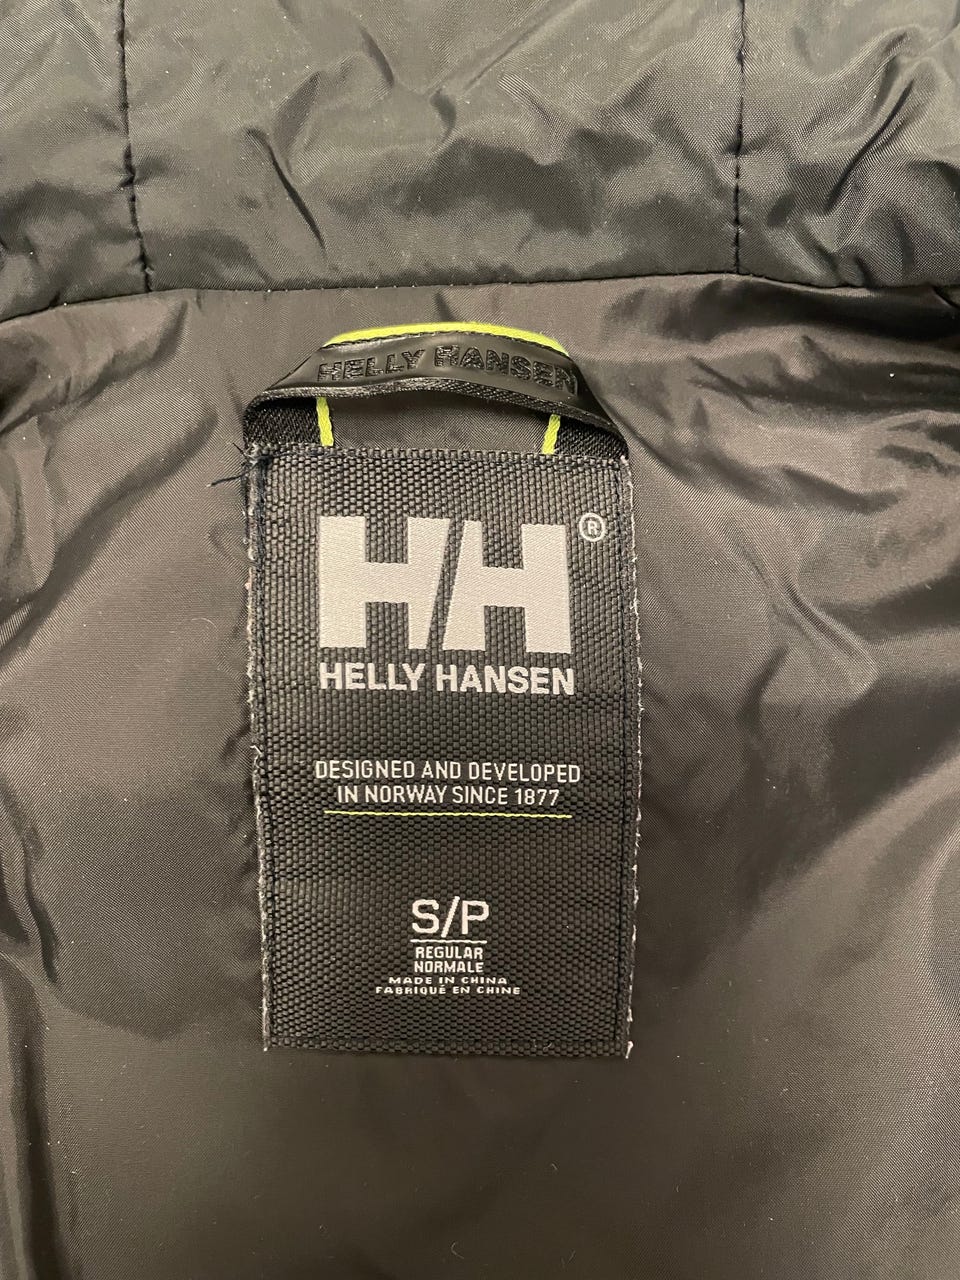 HELLY HANSEN
HH®
HELLY HANSEN
DESIGNED AND DEVELOPED
IN NORWAY SINCE 1877
S/P
REGULAR
NORMALE
MADE IN CHINA
FABRIQUÉ EN CHINE